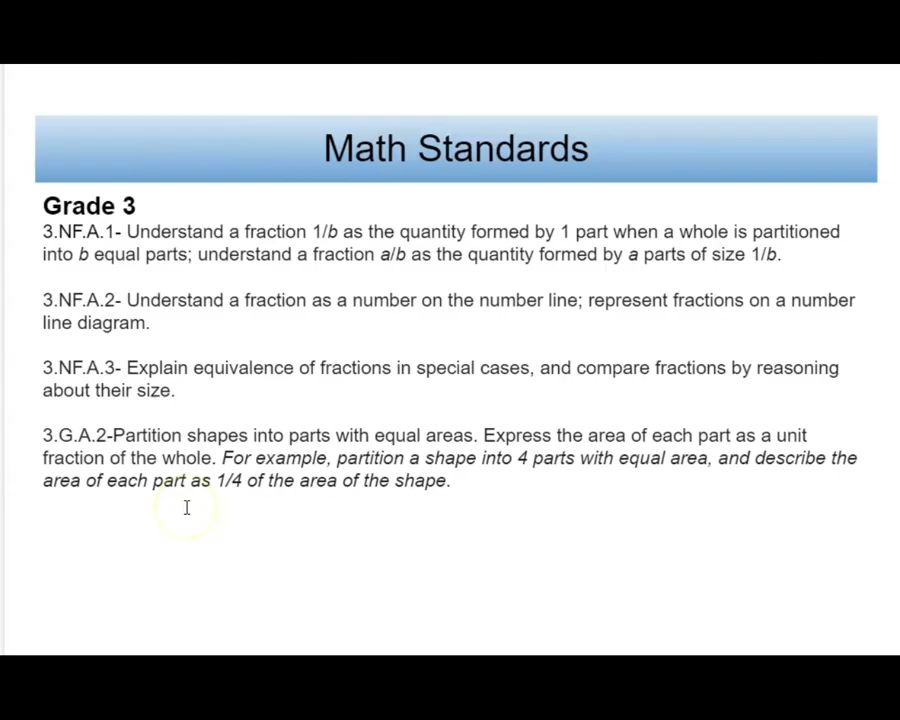 Math Standards
Grade 3
3.NF.A.1- Understand a fraction 1/b as the quantity formed by 1 part when a whole is partitioned
into b equal parts; understand a fraction a/b as the quantity formed by a parts of size 1/b.
3.NF.A.2- Understand a fraction as a number on the number line; represent fractions on a number
line diagram.
3.NF.A.3- Explain equivalence of fractions in special cases, and compare fractions by reasoning
about their size.
3.G.A.2-Partition shapes into parts with equal areas. Express the area of each part as a unit
fraction of the whole. For example, partition a shape into 4 parts with equal area, and describe the
area of each part as 1/4 of the area of the shape.